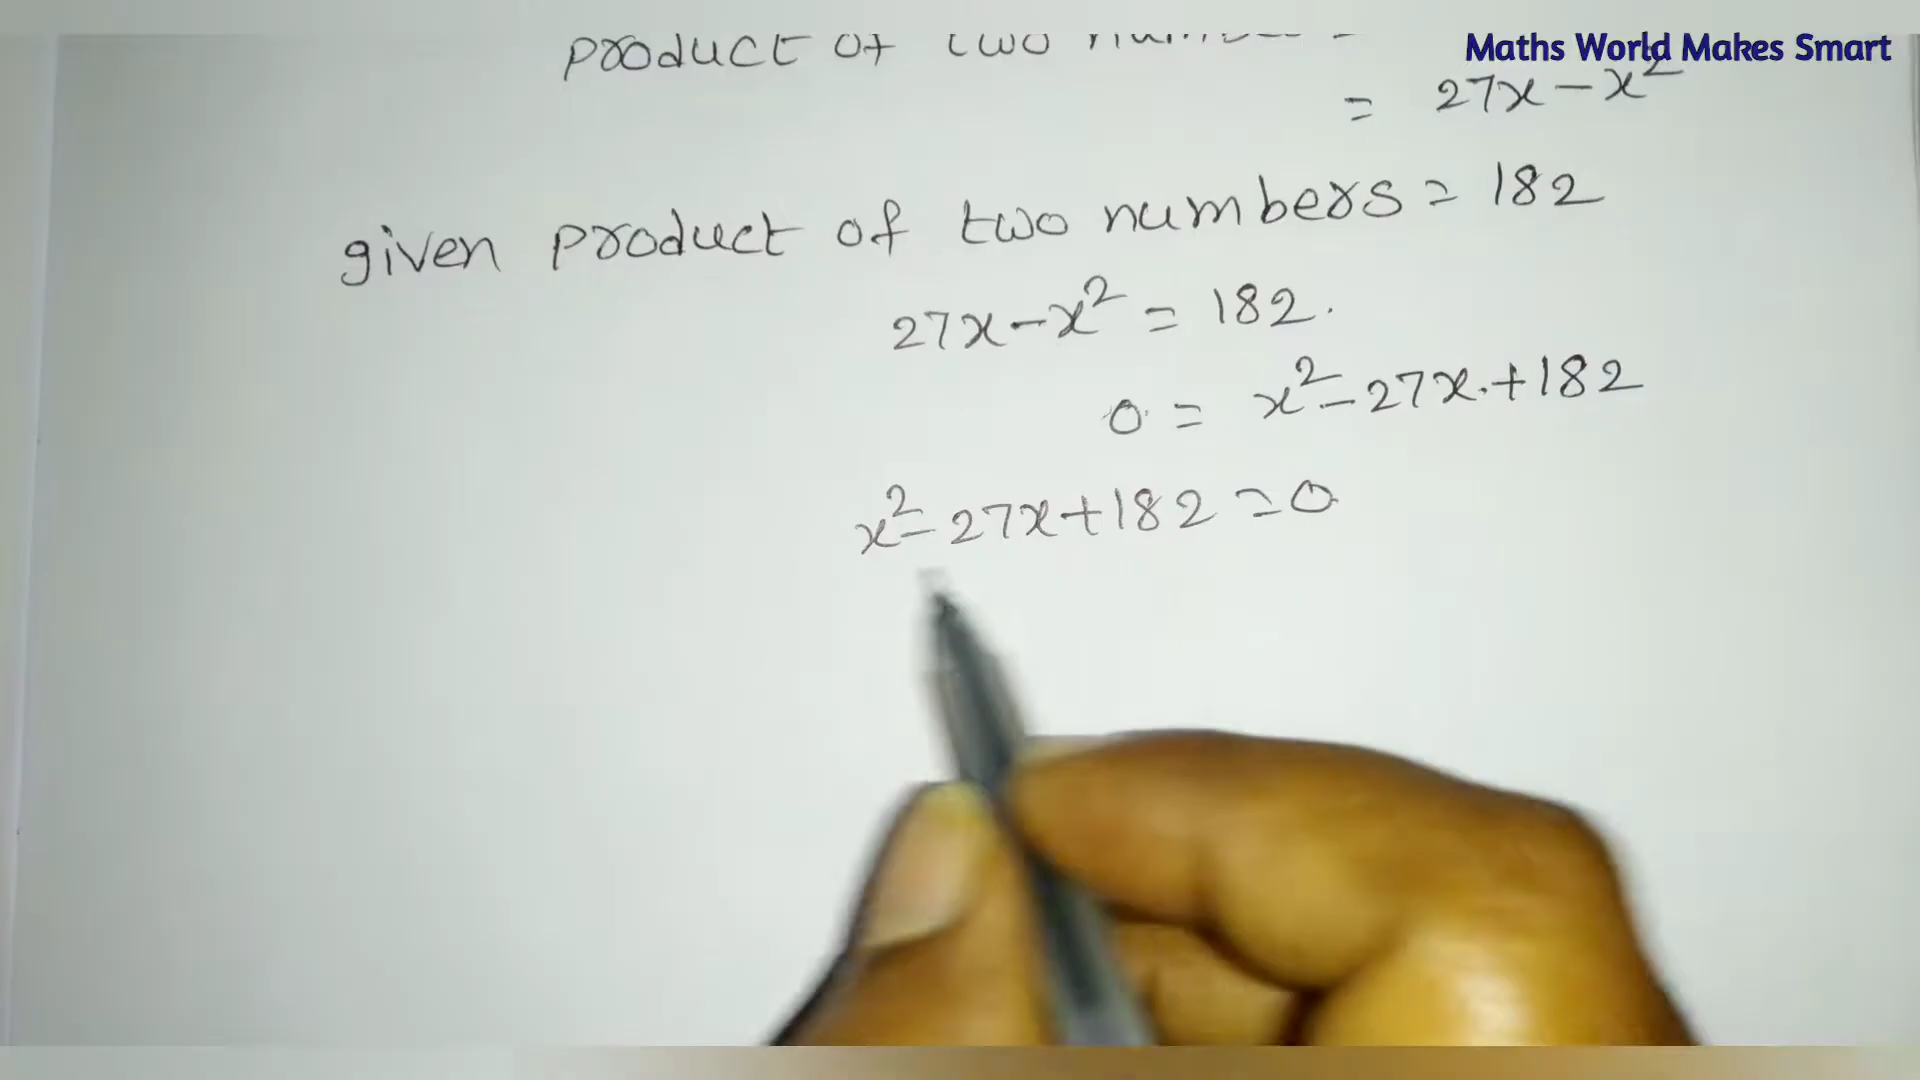 Maths World Makes Smart
product of two
= 27x-x²
given product of two numbers = 182
27x-x² = 182.
0 = x²-27x+182
x²-27x+182 = 0